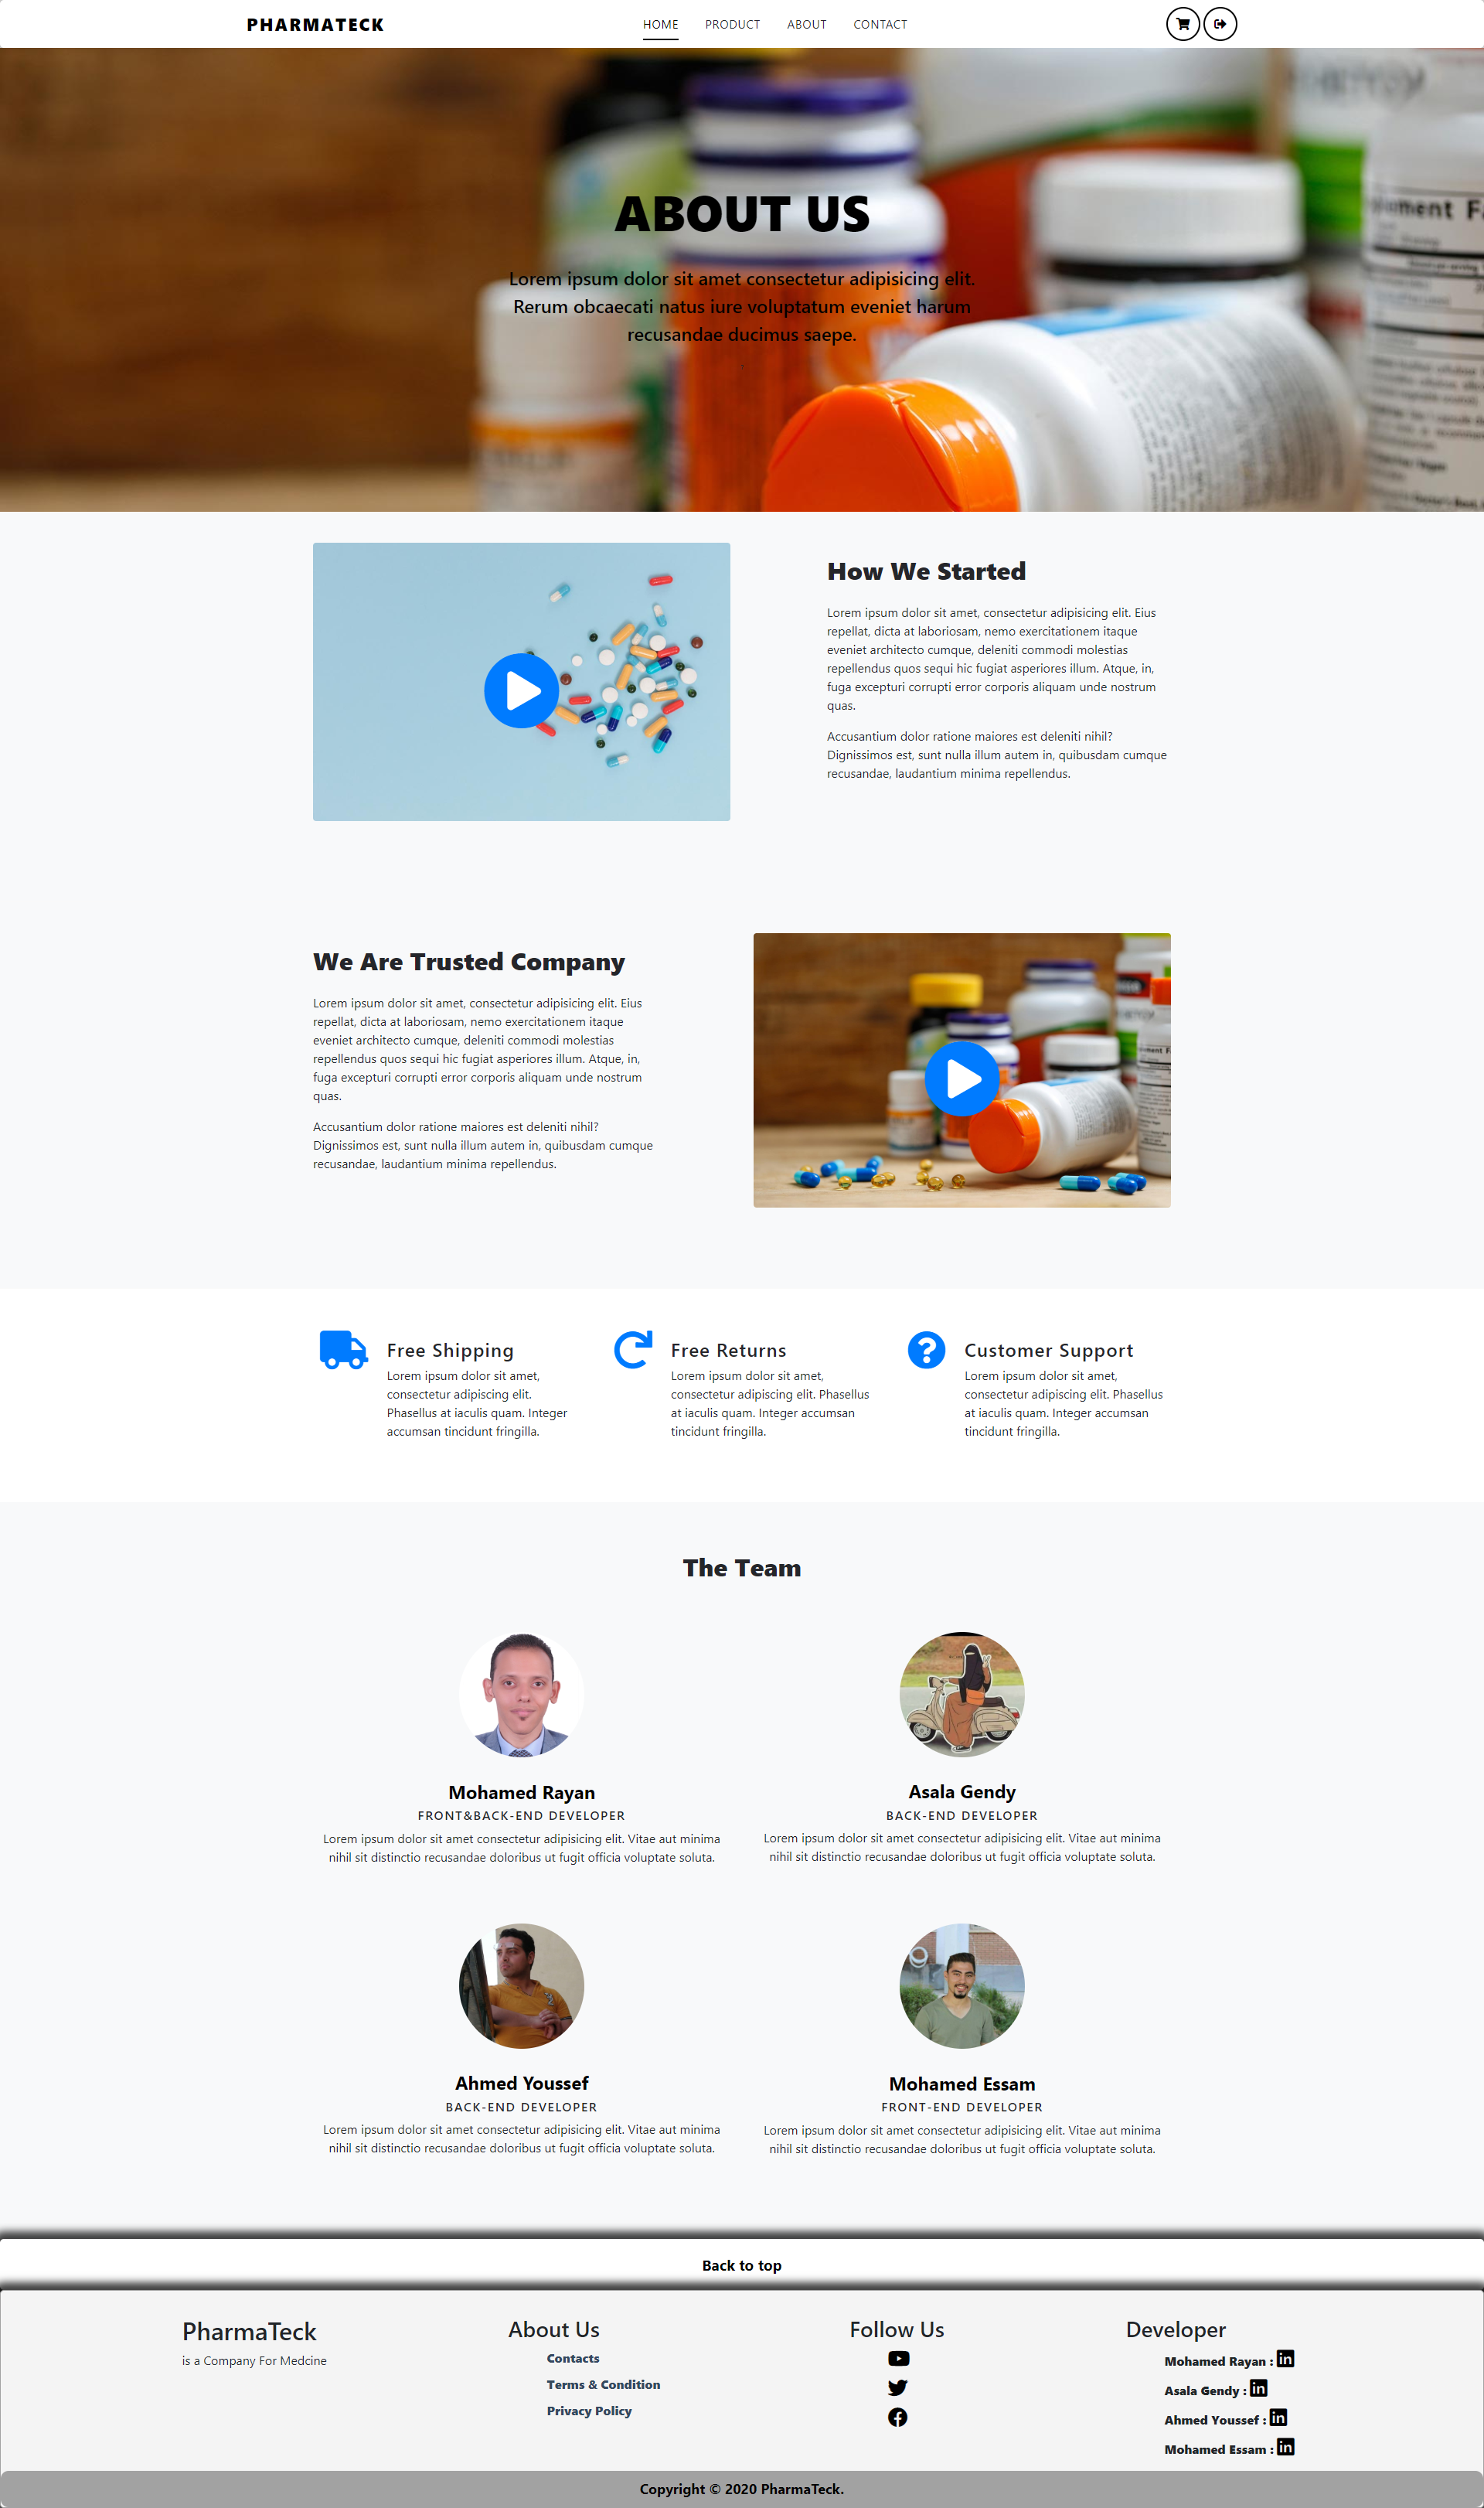 PHARMATECK
HOME PRODUCT ABOUT CONTACT
ABOUT US
Lorem ipsum dolor sit amet consectetur adipisicing elit.
Rerum obcaecati natus iure voluptatum eveniet harum
recusandae ducimus saepe.
How We Started
Lorem ipsum dolor sit amet, consectetur adipisicing elit. Eius
repellat, dicta at laboriosam, nemo exercitationem itaque
eveniet architecto cumque, deleniti commodi molestias
repellendus quos sequi hic fugiat asperiores illum. Atque, in,
fuga excepturi corrupti error corporis aliquam unde nostrum
quas.
Accusantium dolor ratione maiores est deleniti nihil?
Dignissimos est, sunt nulla illum autem in, quibusdam cumque
recusandae, laudantium minima repellendus.
We Are Trusted Company
Lorem ipsum dolor sit amet, consectetur adipisicing elit. Eius
repellat, dicta at laboriosam, nemo exercitationem itaque
eveniet architecto cumque, deleniti commodi molestias
repellendus quos sequi hic fugiat asperiores illum. Atque, in,
fuga excepturi corrupti error corporis aliquam unde nostrum
quas.
Accusantium dolor ratione maiores est deleniti nihil?
Dignissimos est, sunt nulla illum autem in, quibusdam cumque
recusandae, laudantium minima repellendus.
Free Shipping
Lorem ipsum dolor sit amet,
consectetur adipiscing elit.
Phasellus at iaculis quam. Integer
accumsan tincidunt fringilla.
Free Returns
Lorem ipsum dolor sit amet,
consectetur adipiscing elit. Phasellus
at iaculis quam. Integer accumsan
tincidunt fringilla.
Customer Support
Lorem ipsum dolor sit amet,
consectetur adipiscing elit. Phasellus
at iaculis quam. Integer accumsan
tincidunt fringilla.
The Team
Mohamed Rayan
FRONT&BACK-END DEVELOPER
Lorem ipsum dolor sit amet consectetur adipisicing elit. Vitae aut minima
nihil sit distinctio recusandae doloribus ut fugit officia voluptate soluta.
Asala Gendy
BACK-END DEVELOPER
Lorem ipsum dolor sit amet consectetur adipisicing elit. Vitae aut minima
nihil sit distinctio recusandae doloribus ut fugit officia voluptate soluta.
Ahmed Youssef
BACK-END DEVELOPER
Lorem ipsum dolor sit amet consectetur adipisicing elit. Vitae aut minima
nihil sit distinctio recusandae doloribus ut fugit officia voluptate soluta.
Mohamed Essam
FRONT-END DEVELOPER
Lorem ipsum dolor sit amet consectetur adipisicing elit. Vitae aut minima
nihil sit distinctio recusandae doloribus ut fugit officia voluptate soluta.
Back to top
PharmaTeck
is a Company For Medcine
About Us
Contacts
Terms & Condition
Privacy Policy
Follow Us
Developer
Mohamed Rayan :
Asala Gendy :
Ahmed Youssef :
Mohamed Essam :
Copyright © 2020 PharmaTeck.